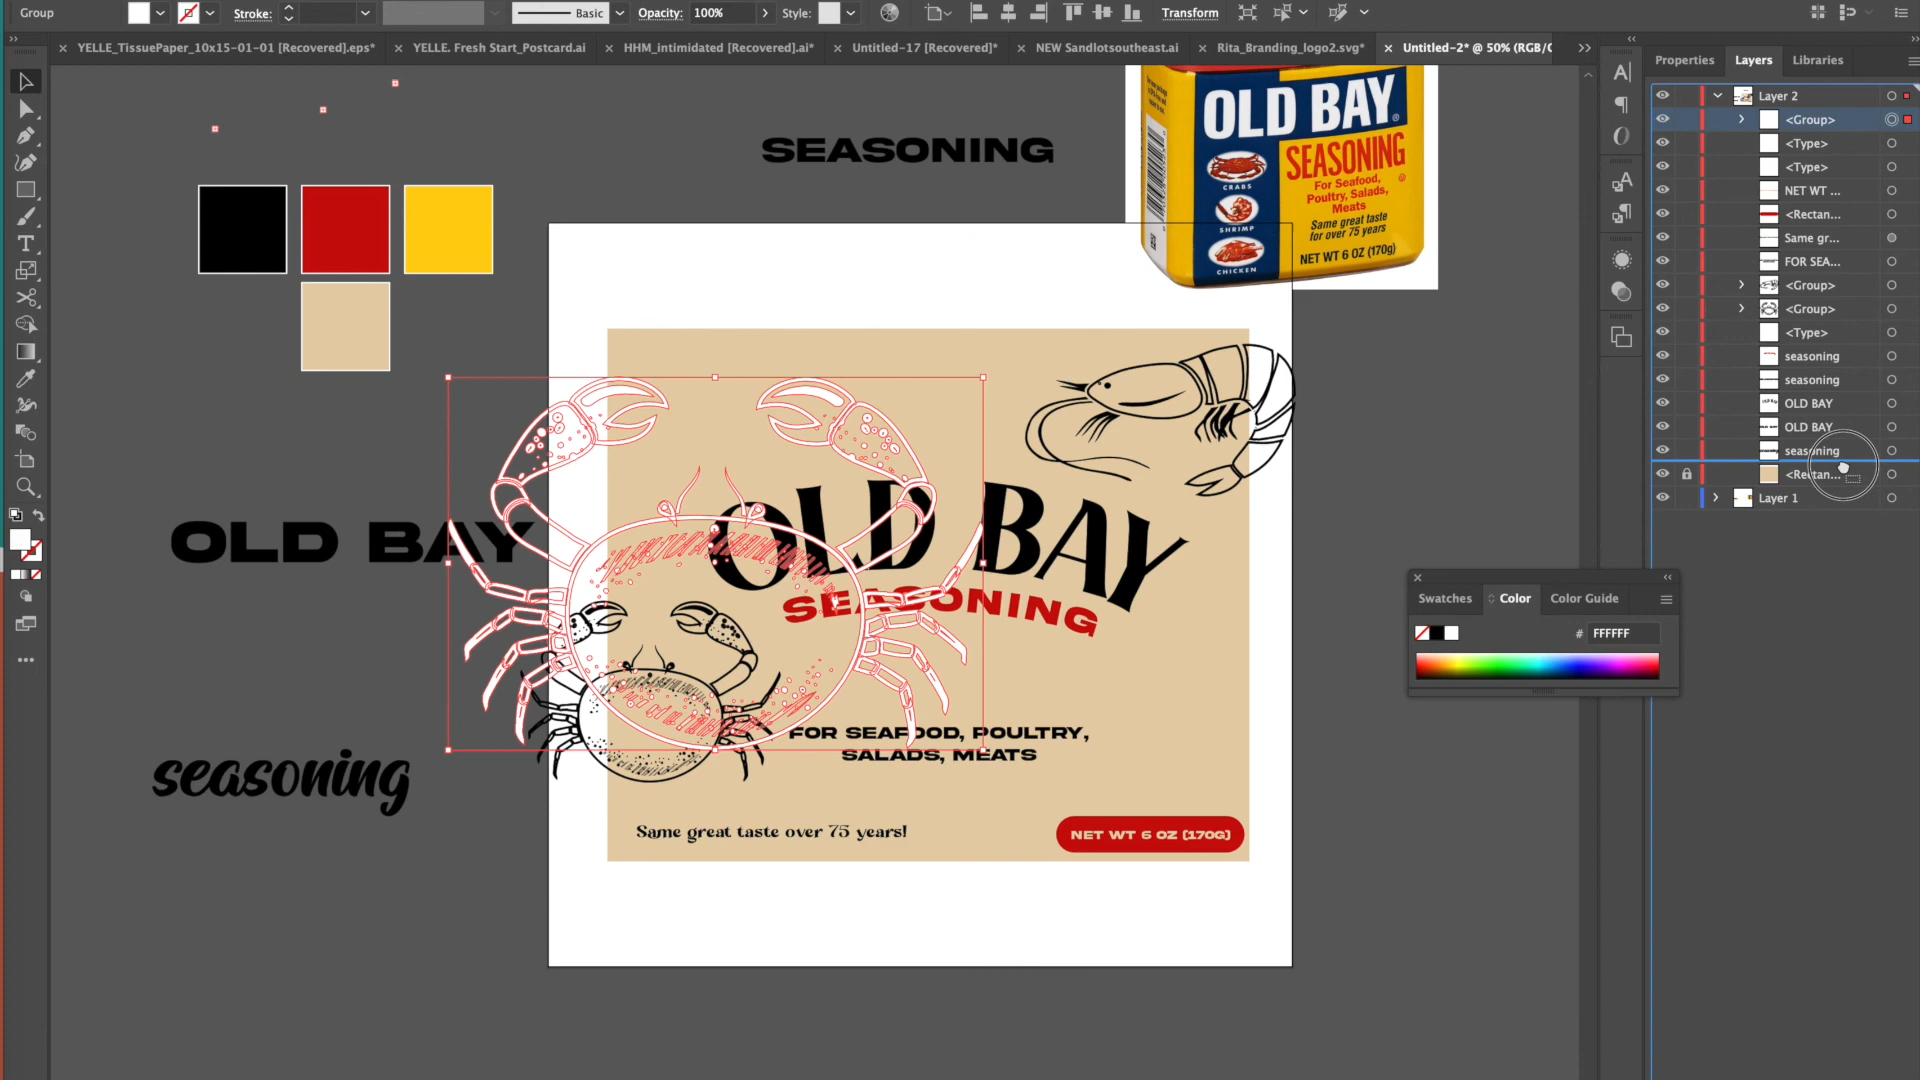 Group
Stroke:
Basic
Opacity:
100%
Style:
Transform
YELLE_TissuePaper_10x15-01-01 [Recovered].eps*
YELLE. Fresh Start_Postcard.ai
HHM_intimidated [Recovered].ai*
Untitled-17 [Recovered]*
NEW Sandlotsoutheast.ai
Rita_Branding_logo2.svg*
Untitled-2* @ 50% (RGB/C
Properties
Layers
Libraries
Layer 2
<Group>
<Type>
<Type>
NET WT ...
<Rectan...
Same gr...
FOR SEA...
<Group>
<Group>
<Type>
seasoning
seasoning
OLD BAY
OLD BAY
seasoning
<Rectan...
Layer 1
SEASONING
OLD BAY®
SEASONING
For Seafood,
Poultry, Salads,
Meats
Same great taste
for over 75 years
NET WT 6 OZ (170g)
CRABS
SHRIMP
CHICKEN
OLD BAY
seasoning
OLD BAY
SEASONING
FOR SEAFOOD, POULTRY,
SALADS, MEATS
Same great taste over 75 years!
NET WT 6 OZ (170G)
Swatches
Color
Color Guide
# FFFFFF